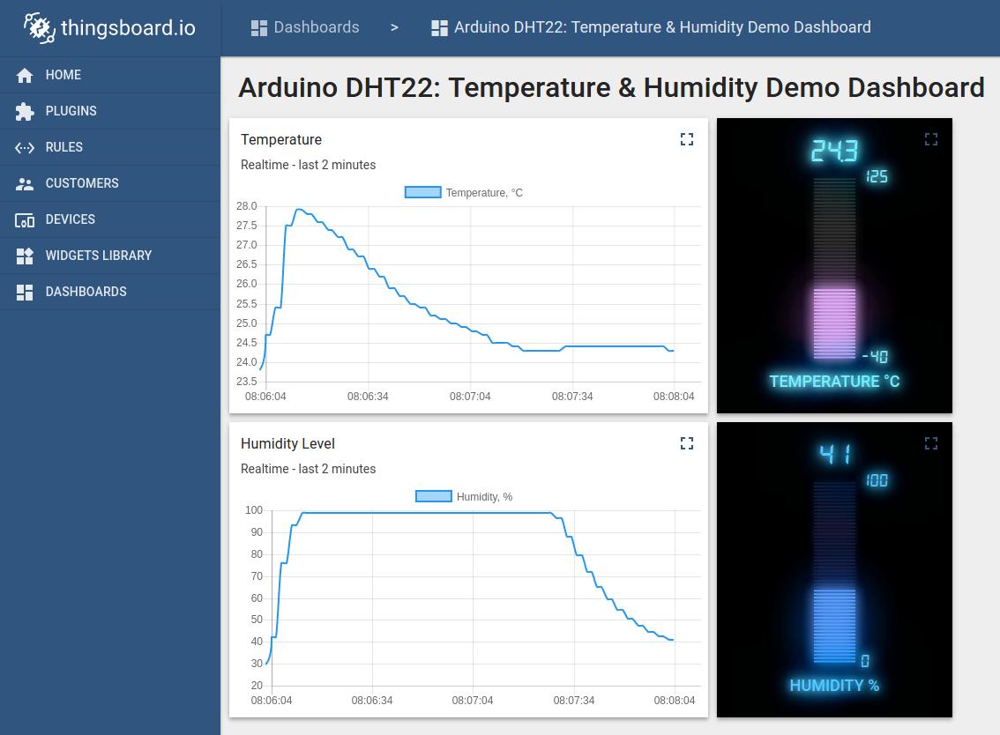 thingsboard.io
Dashboards > Arduino DHT22: Temperature & Humidity Demo Dashboard
HOME
PLUGINS
RULES
CUSTOMERS
DEVICES
WIDGETS LIBRARY
DASHBOARDS
Arduino DHT22: Temperature & Humidity Demo Dashboard
Temperature
Realtime - last 2 minutes
Temperature, °C
28.0
27.5
27.0
26.5
26.0
25.5
25.0
24.5
24.0
23.5
08:06:04 08:06:34 08:07:04 08:07:34 08:08:04
24.3
125
-40
TEMPERATURE °C
Humidity Level
Realtime - last 2 minutes
Humidity, %
100
90
80
70
60
50
40
30
20
08:06:04 08:06:34 08:07:04 08:07:34 08:08:04
41
100
0
HUMIDITY %